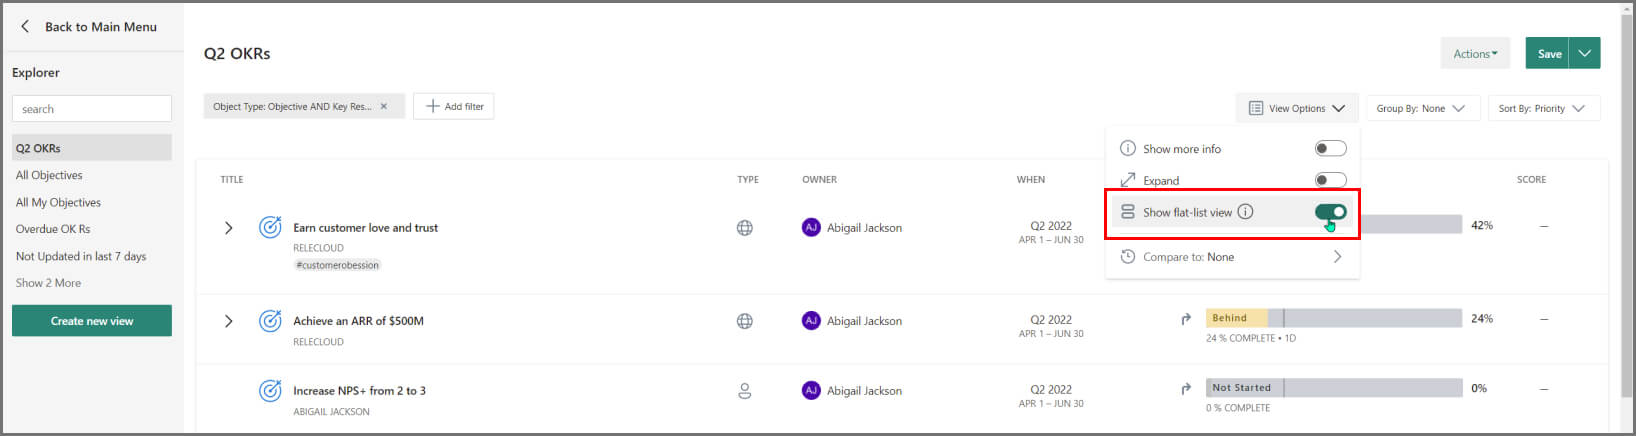 Back to Main Menu
Explorer
search
Q2 OKRs
All Objectives
All My Objectives
Overdue OK Rs
Not Updated in last 7 days
Show 2 More
Create new view
Q2 OKRs
Actions
Save
Object Type: Objective AND Key Res... ×
Add filter
View Options
Group By: None
Sort By: Priority
Show more info
Expand
Show flat-list view
Compare to: None
TITLE TYPE OWNER WHEN SCORE
Earn customer love and trust AJ Abigail Jackson Q2 2022 42% —
RELECLOUD APR 1 – JUN 30
#customerobession
Achieve an ARR of $500M AJ Abigail Jackson Q2 2022 Behind 24% —
RELECLOUD APR 1 – JUN 30 24 % COMPLETE • 1D
Increase NPS+ from 2 to 3 AJ Abigail Jackson Q2 2022 Not Started 0% —
ABIGAIL JACKSON APR 1 – JUN 30 0 % COMPLETE